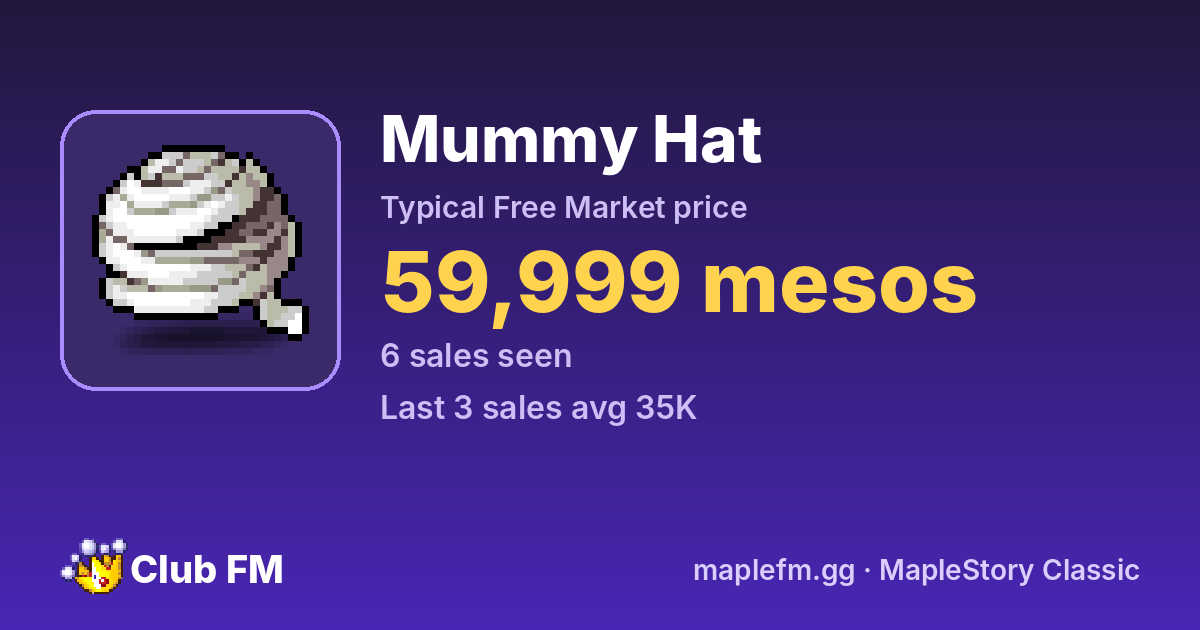 Mummy Hat
Typical Free Market price
59,999 mesos
6 sales seen
Last 3 sales avg 35K
Club FM
maplefm.gg · MapleStory Classic